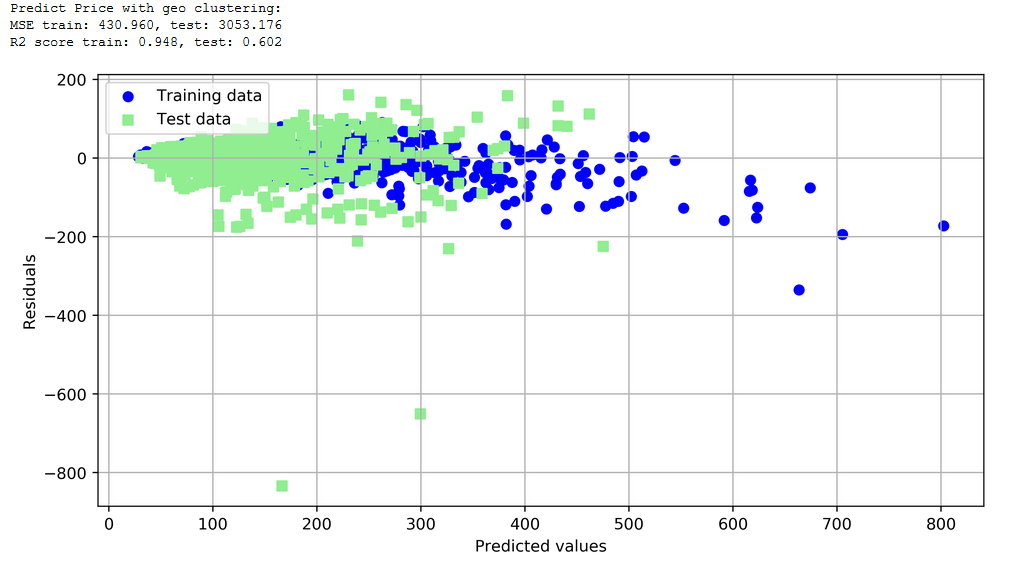 Predict Price with geo clustering:
MSE train: 430.960, test: 3053.176
R2 score train: 0.948, test: 0.602
200
0
−200
−400
−600
−800
Residuals
Training data
Test data
0 100 200 300 400 500 600 700 800
Predicted values